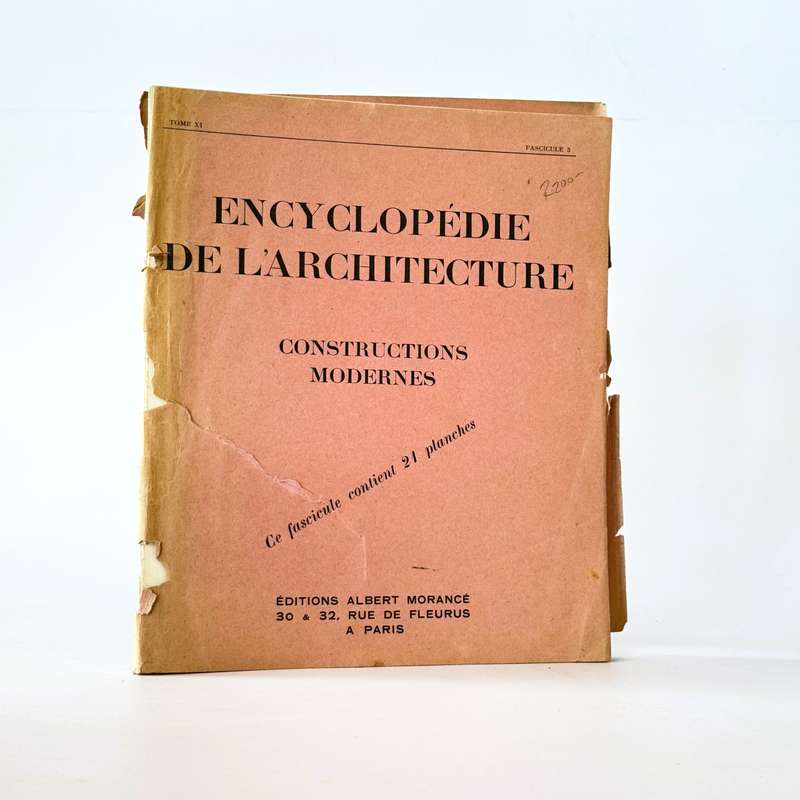 TOME XI
FASCICULE 3
2200-
ENCYCLOPÉDIE
DE L'ARCHITECTURE
CONSTRUCTIONS
MODERNES
Ce fascicule contient 21 planches
ÉDITIONS ALBERT MORANCÉ
30 & 32, RUE DE FLEURUS
A PARIS